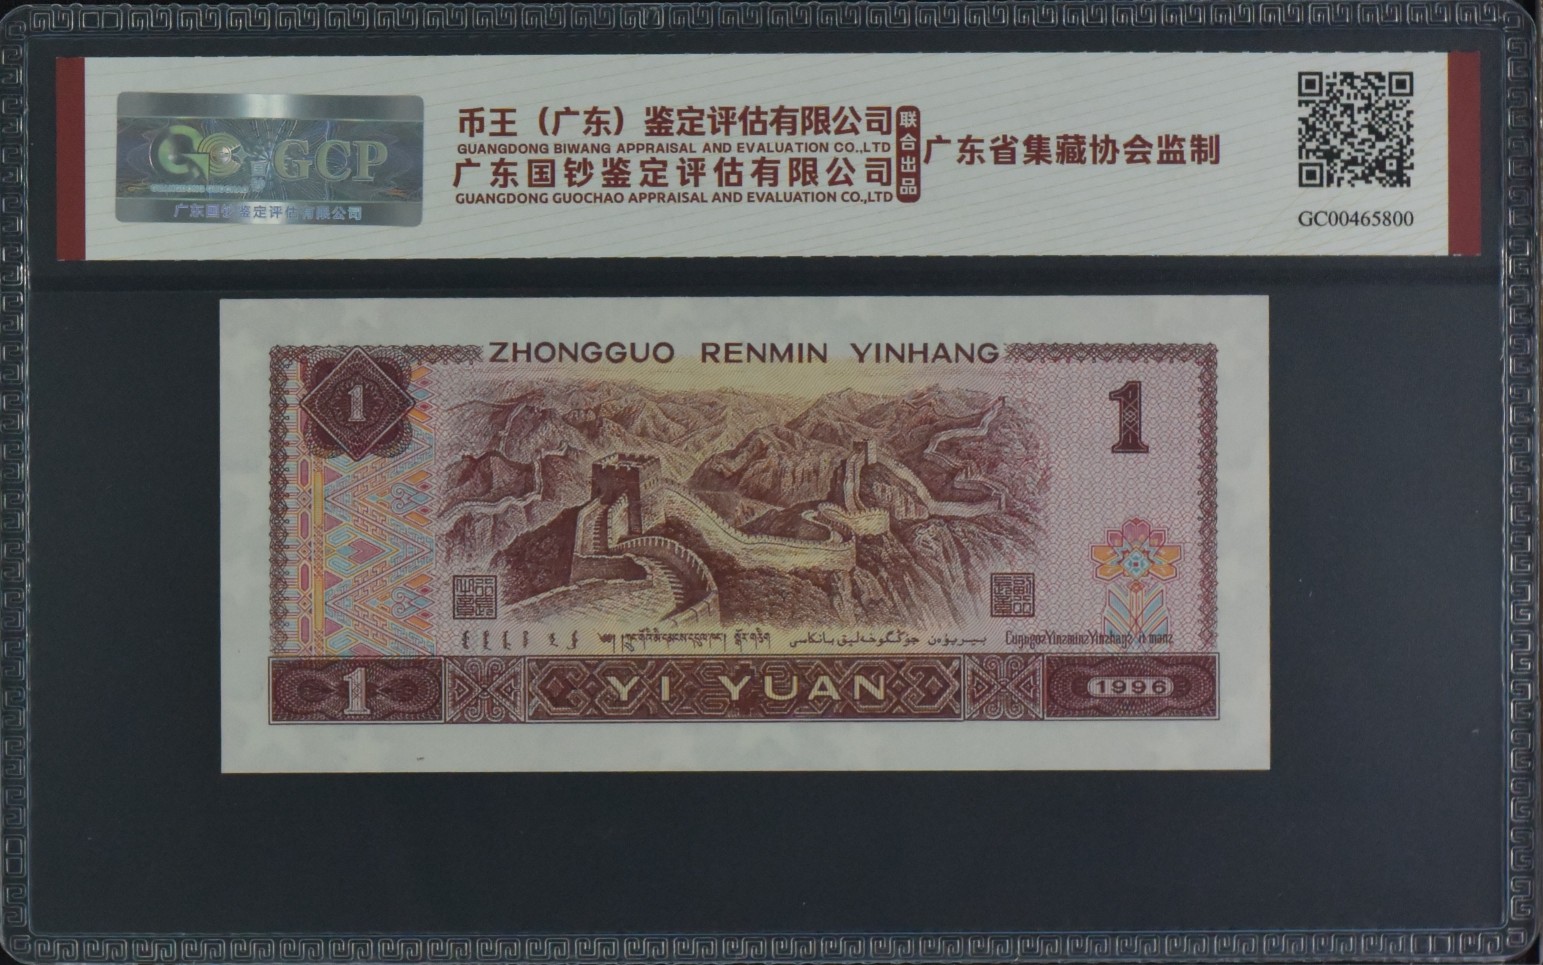 币王（广东）鉴定评估有限公司
GUANGDONG BIWANG APPRAISAL AND EVALUATION CO.,LTD
广东国钞鉴定评估有限公司
GUANGDONG GUOCHAO APPRAISAL AND EVALUATION CO.,LTD
联合出品
广东省集藏协会监制
GCP
广东国钞鉴定评估有限公司
GC00465800
ZHONGGUO RENMIN YINHANG
1
1
1
YI YUAN
1996